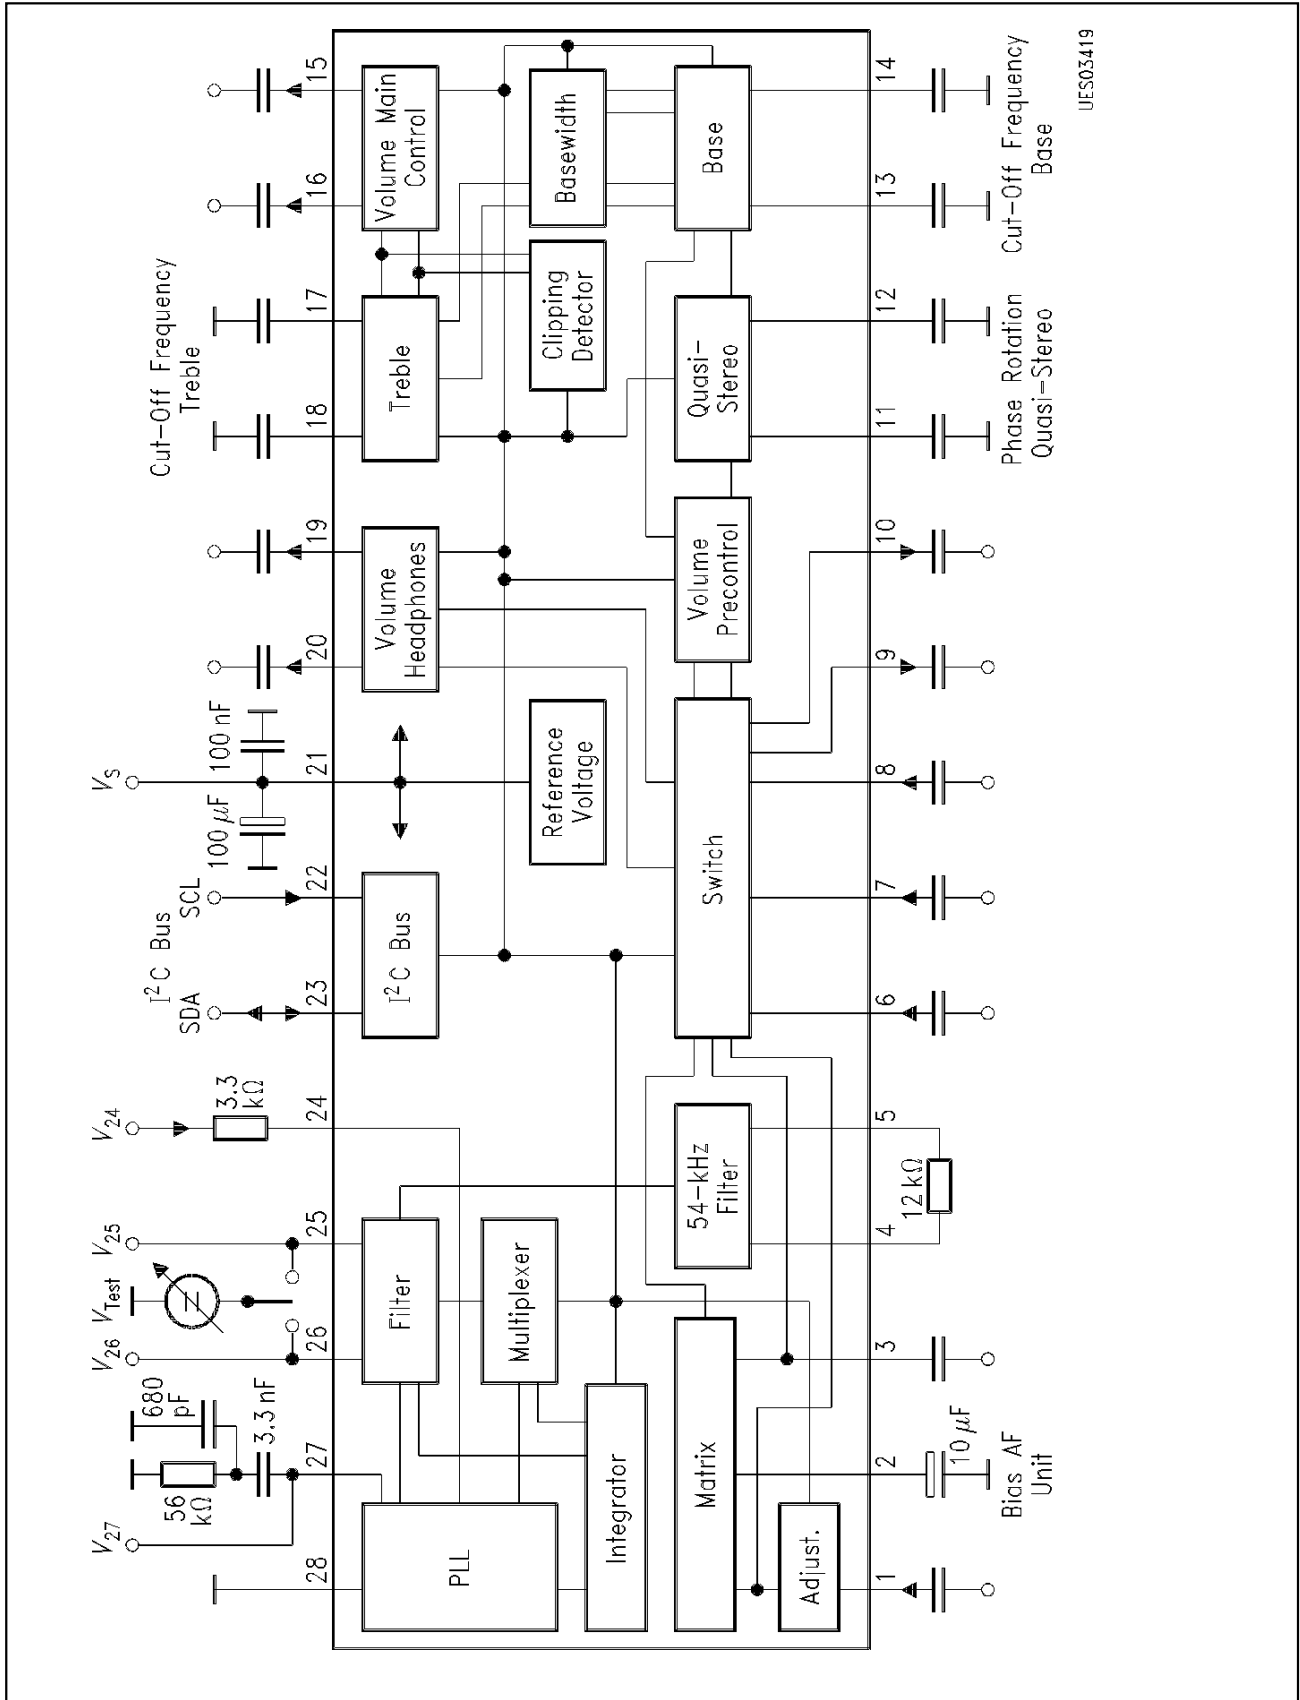 Cut-Off Frequency
Treble
I²C Bus
SDA
SCL
V27
V26
VTest
V25
V24
VS
56
kΩ
680
pF
3.3 nF
3.3
kΩ
100 µF
100 nF
28
27
26
25
24
23
22
21
20
19
18
17
16
15
PLL
Filter
I²C Bus
Volume
Headphones
Treble
Volume Main
Control
Multiplexer
Reference
Voltage
Clipping
Detector
Basewidth
Integrator
Matrix
54-kHz
Filter
Switch
Volume
Precontrol
Quasi-
Stereo
Base
Adjust.
1
2
3
4
5
6
7
8
9
10
11
12
13
14
10 µF
12 kΩ
Bias AF
Unit
Phase Rotation
Quasi-Stereo
Cut-Off Frequency
Base
UES03419